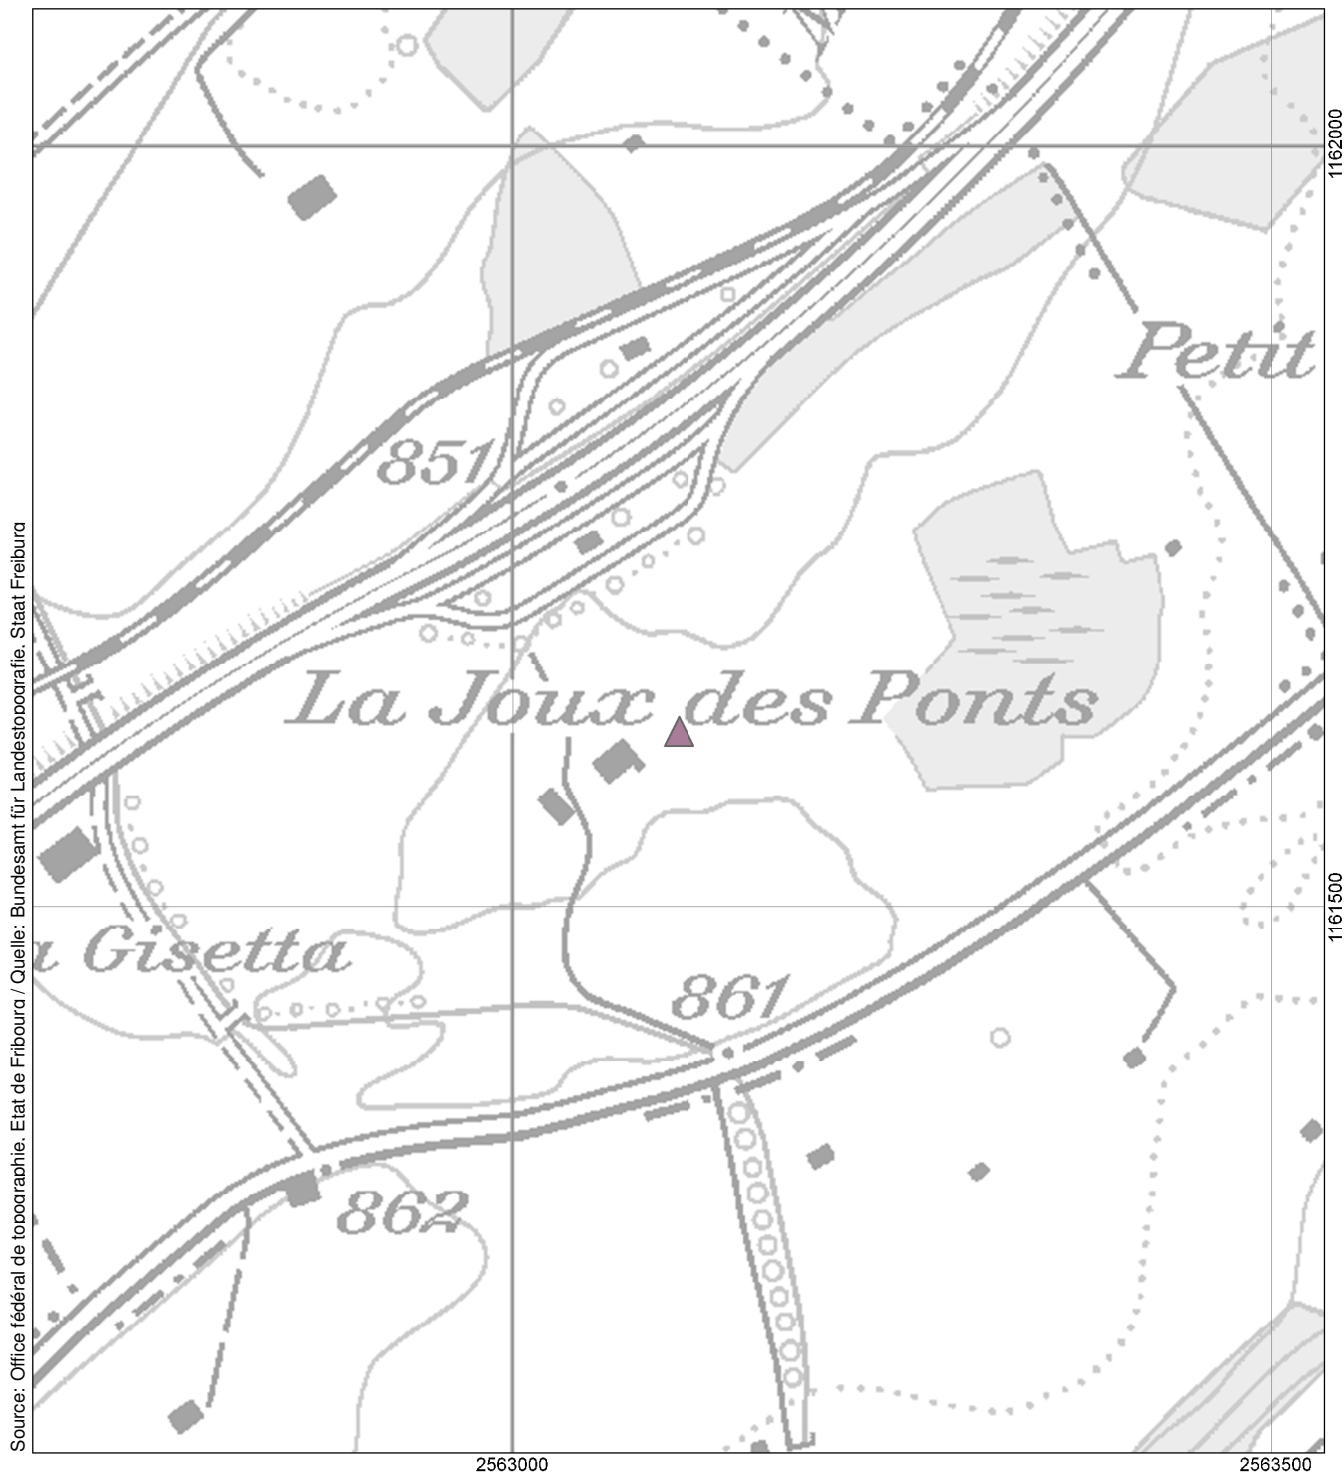 1162000
Petit
851
La Joux des Ponts
1161500
a Gisetta
861
862
2563000
2563500
Source: Office fédéral de topographie. Etat de Fribourg / Quelle: Bundesamt für Landestopografie. Staat Freiburg